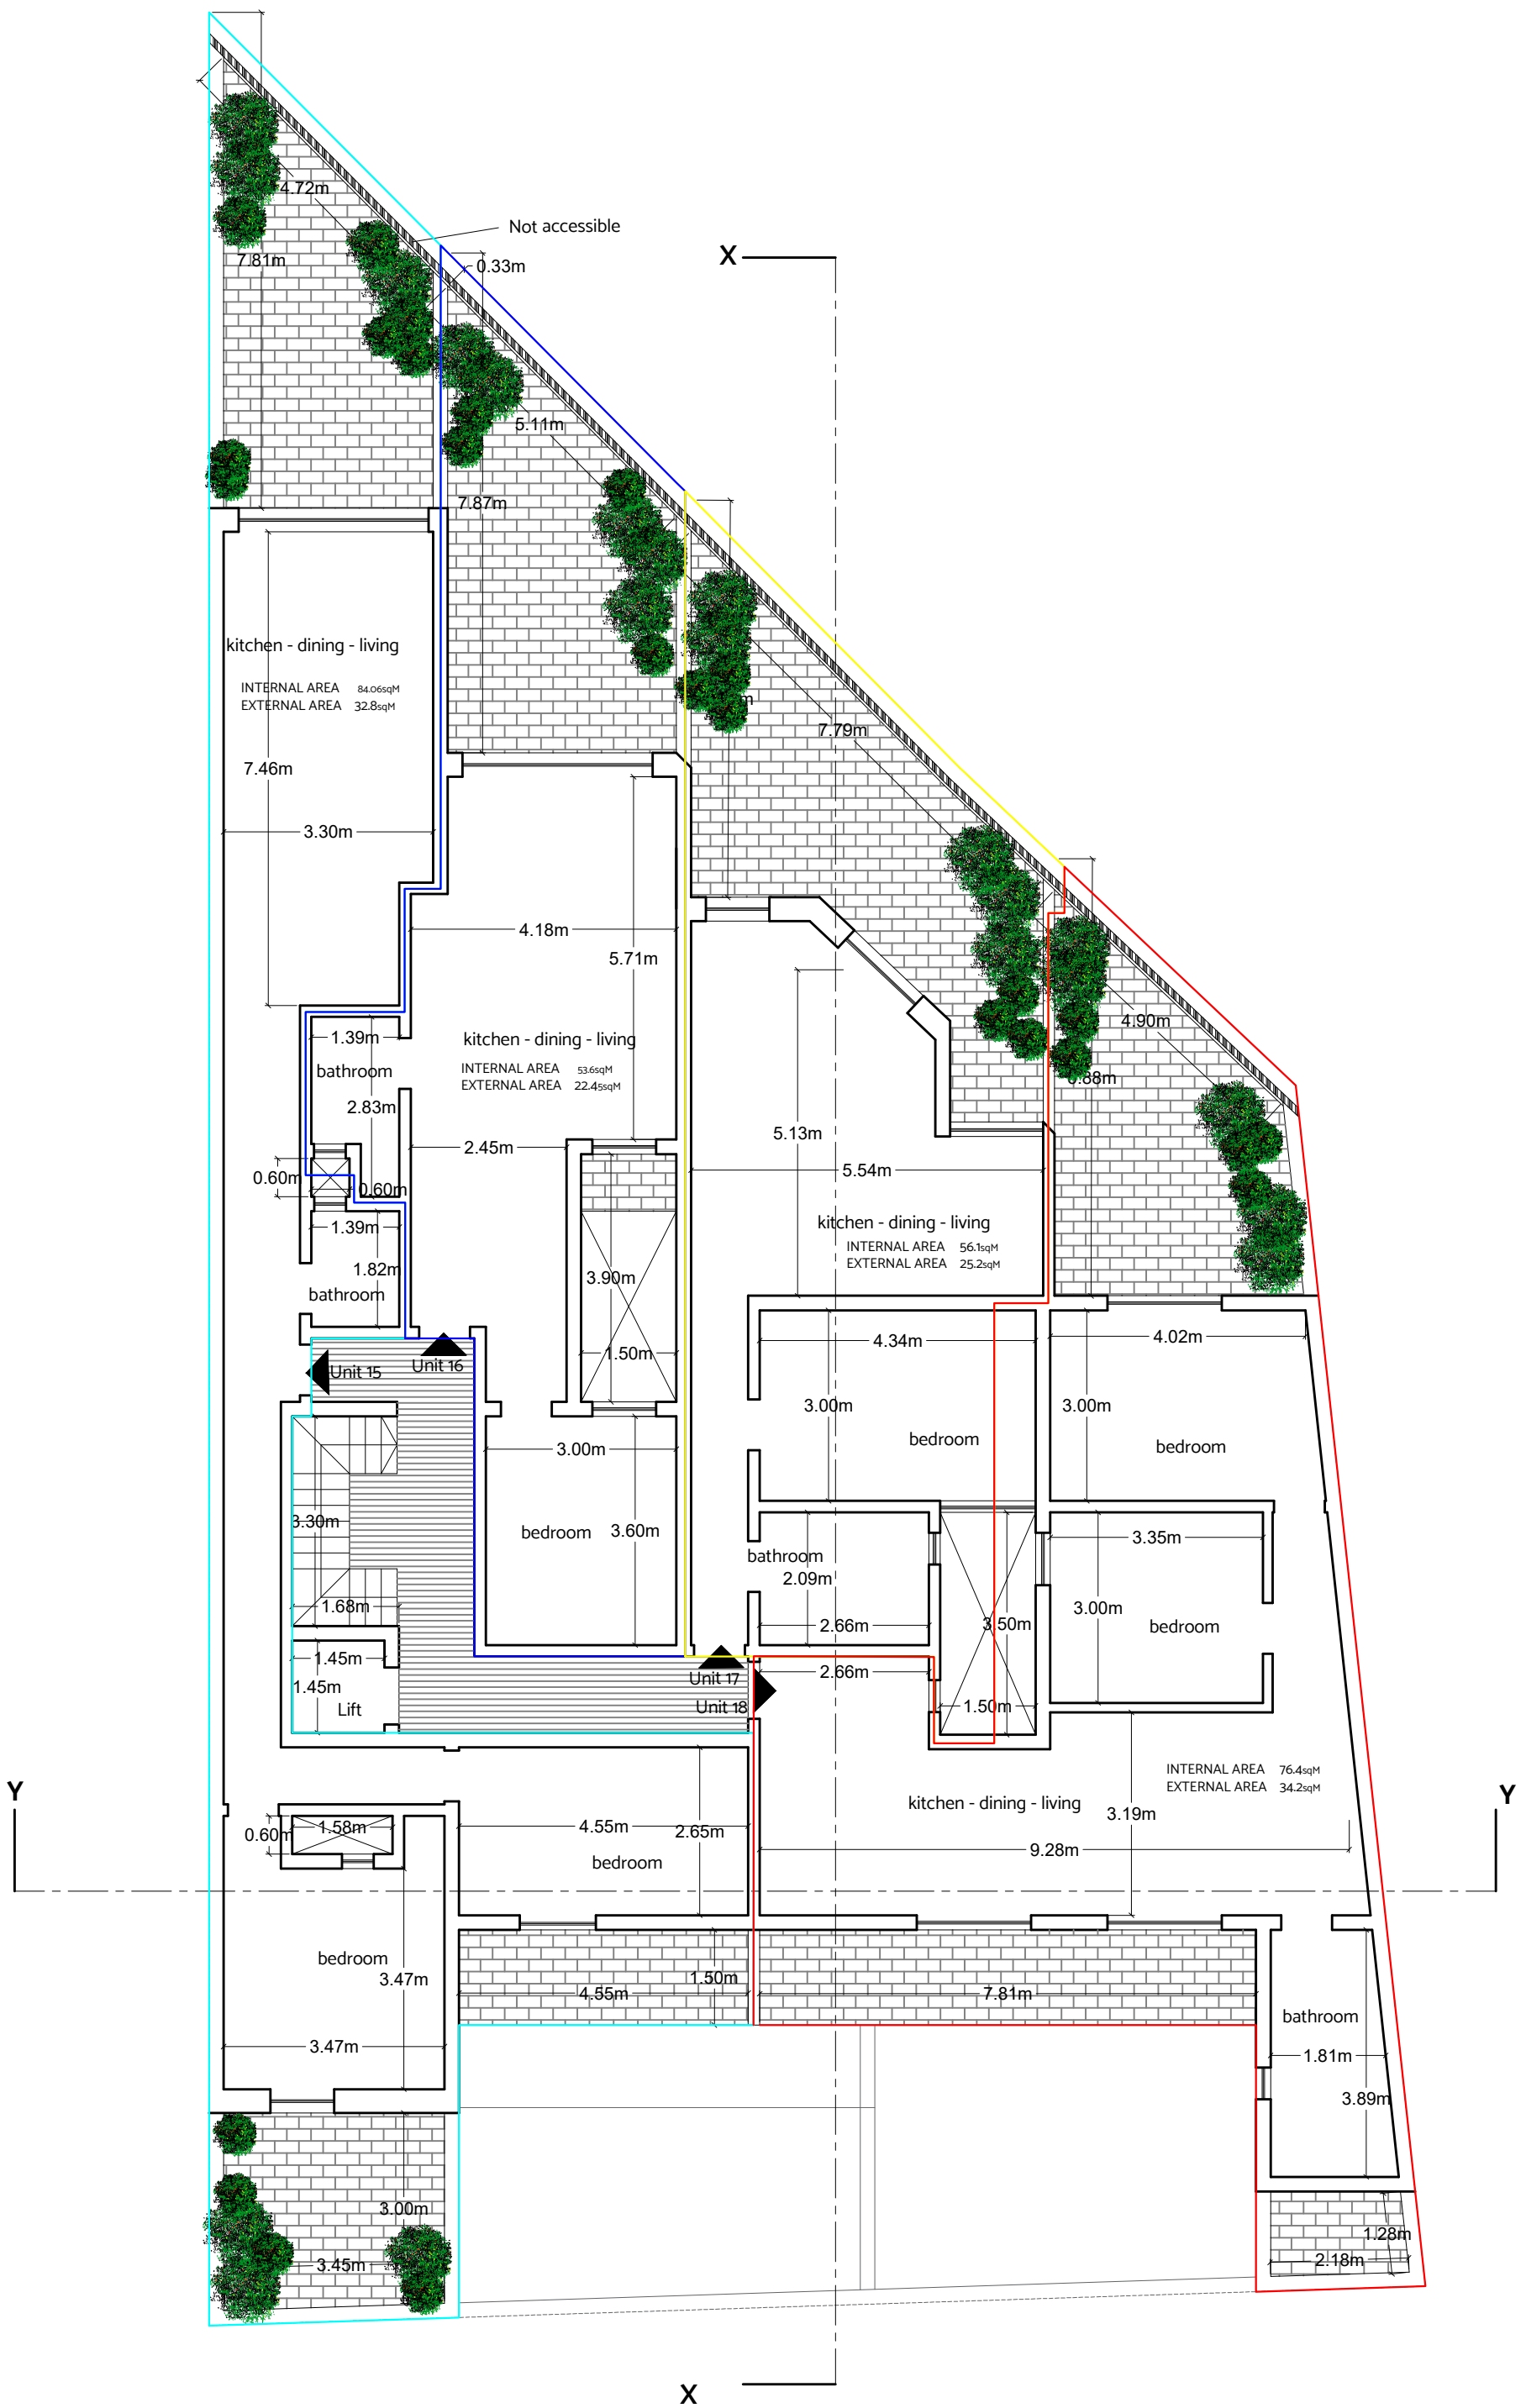 4.72m
Not accessible
X
7.81m
0.33m
5.11m
7.87m
m
7.79m
kitchen - dining - living
INTERNAL AREA 84.06sqM
EXTERNAL AREA 32.8sqM
7.46m
3.30m
4.18m
5.71m
4.90m
1.39m
kitchen - dining - living
INTERNAL AREA 53.6sqM
EXTERNAL AREA 22.45sqM
bathroom
2.83m
.88m
2.45m
5.13m
5.54m
0.60m
0.60m
1.39m
kitchen - dining - living
INTERNAL AREA 56.1sqM
EXTERNAL AREA 25.2sqM
1.82m
bathroom
3.90m
4.34m
4.02m
1.50m
Unit 15
Unit 16
3.00m
3.00m
3.00m
bedroom
bedroom
3.30m
bedroom
3.60m
bathroom
2.09m
3.35m
1.68m
2.66m
3.50m
3.00m
bedroom
1.45m
2.66m
Unit 17
1.45m
Unit 18
1.50m
Lift
INTERNAL AREA 76.4sqM
EXTERNAL AREA 34.2sqM
Y
Y
kitchen - dining - living
3.19m
0.60m
1.58m
4.55m
2.65m
9.28m
bedroom
bedroom
3.47m
1.50m
4.55m
7.81m
bathroom
3.47m
1.81m
3.89m
3.00m
3.45m
1.28m
2.18m
X